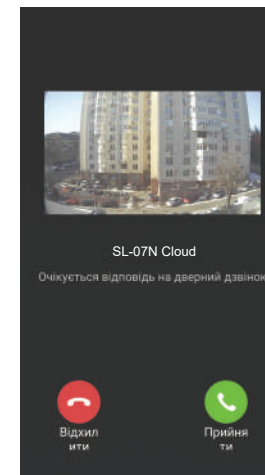 SL-07N Cloud
Очікується відповідь на дверний дзвінок
Відхил
ити
Прийня
ти